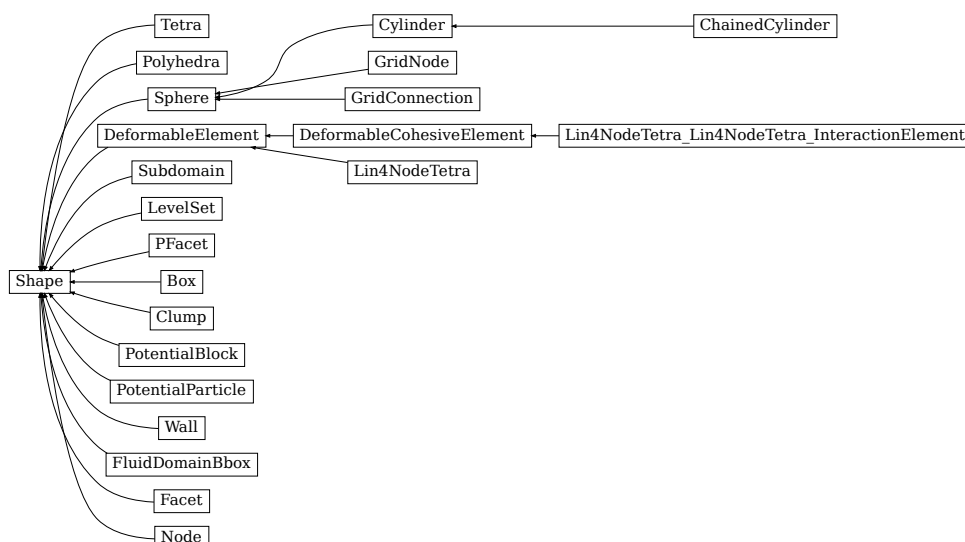 Tetra
Cylinder
ChainedCylinder
Polyhedra
GridNode
Sphere
GridConnection
DeformableElement
DeformableCohesiveElement
Lin4NodeTetra_Lin4NodeTetra_InteractionElement
Subdomain
Lin4NodeTetra
LevelSet
PFacet
Shape
Box
Clump
PotentialBlock
PotentialParticle
Wall
FluidDomainBbox
Facet
Node